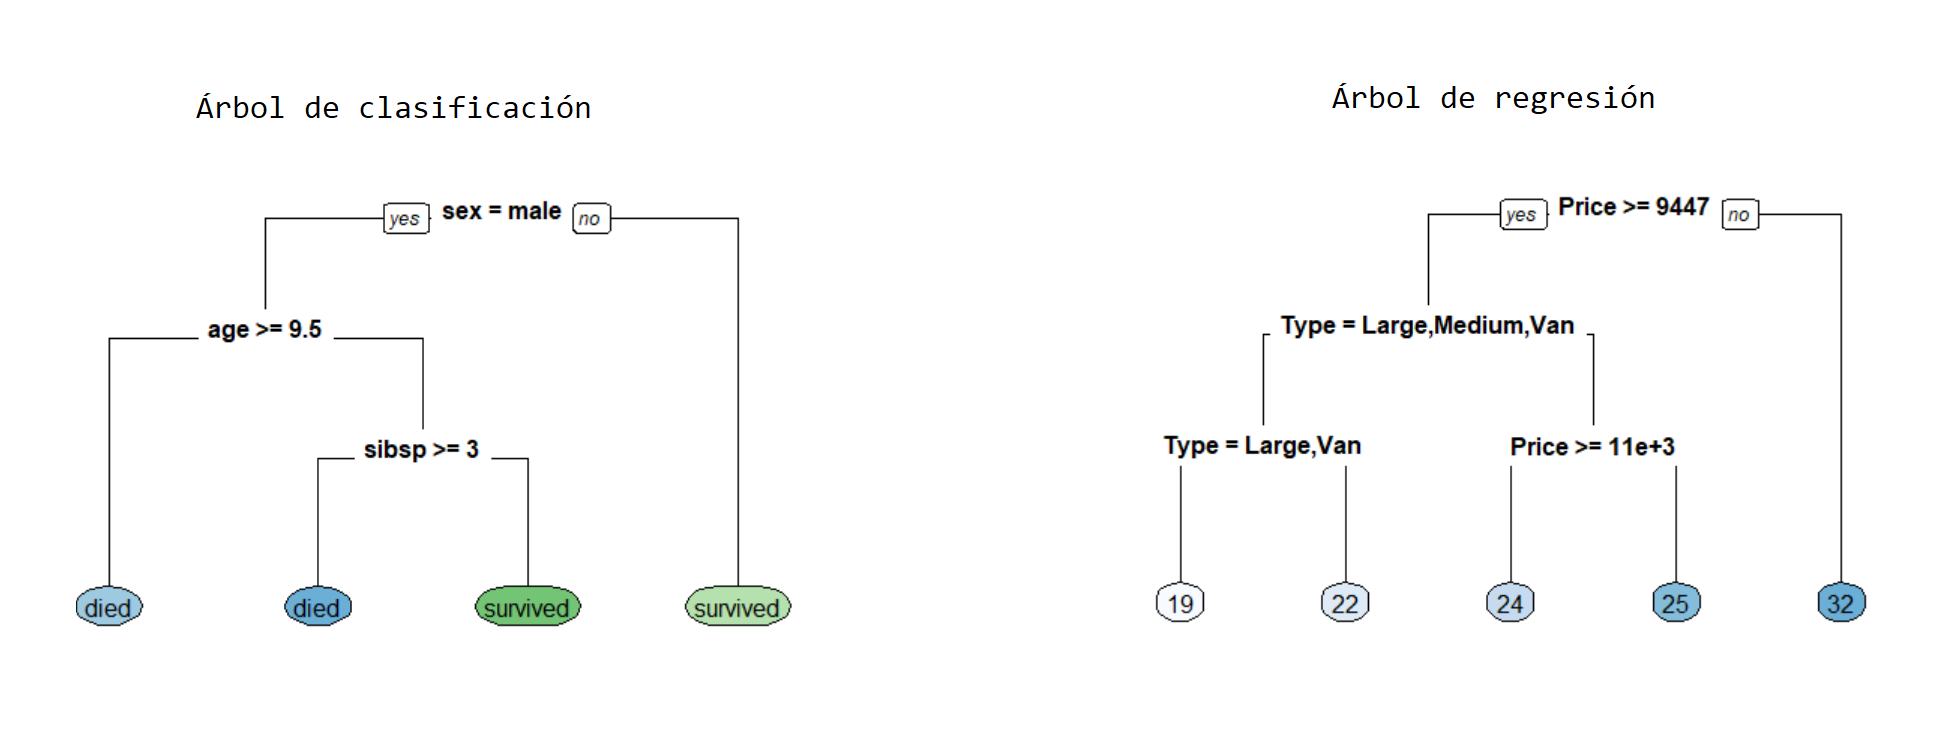 Árbol de clasificación
yes sex = male no
age >= 9.5
sibsp >= 3
died died survived survived
Árbol de regresión
yes Price >= 9447 no
Type = Large,Medium,Van
Type = Large,Van Price >= 11e+3
19 22 24 25 32